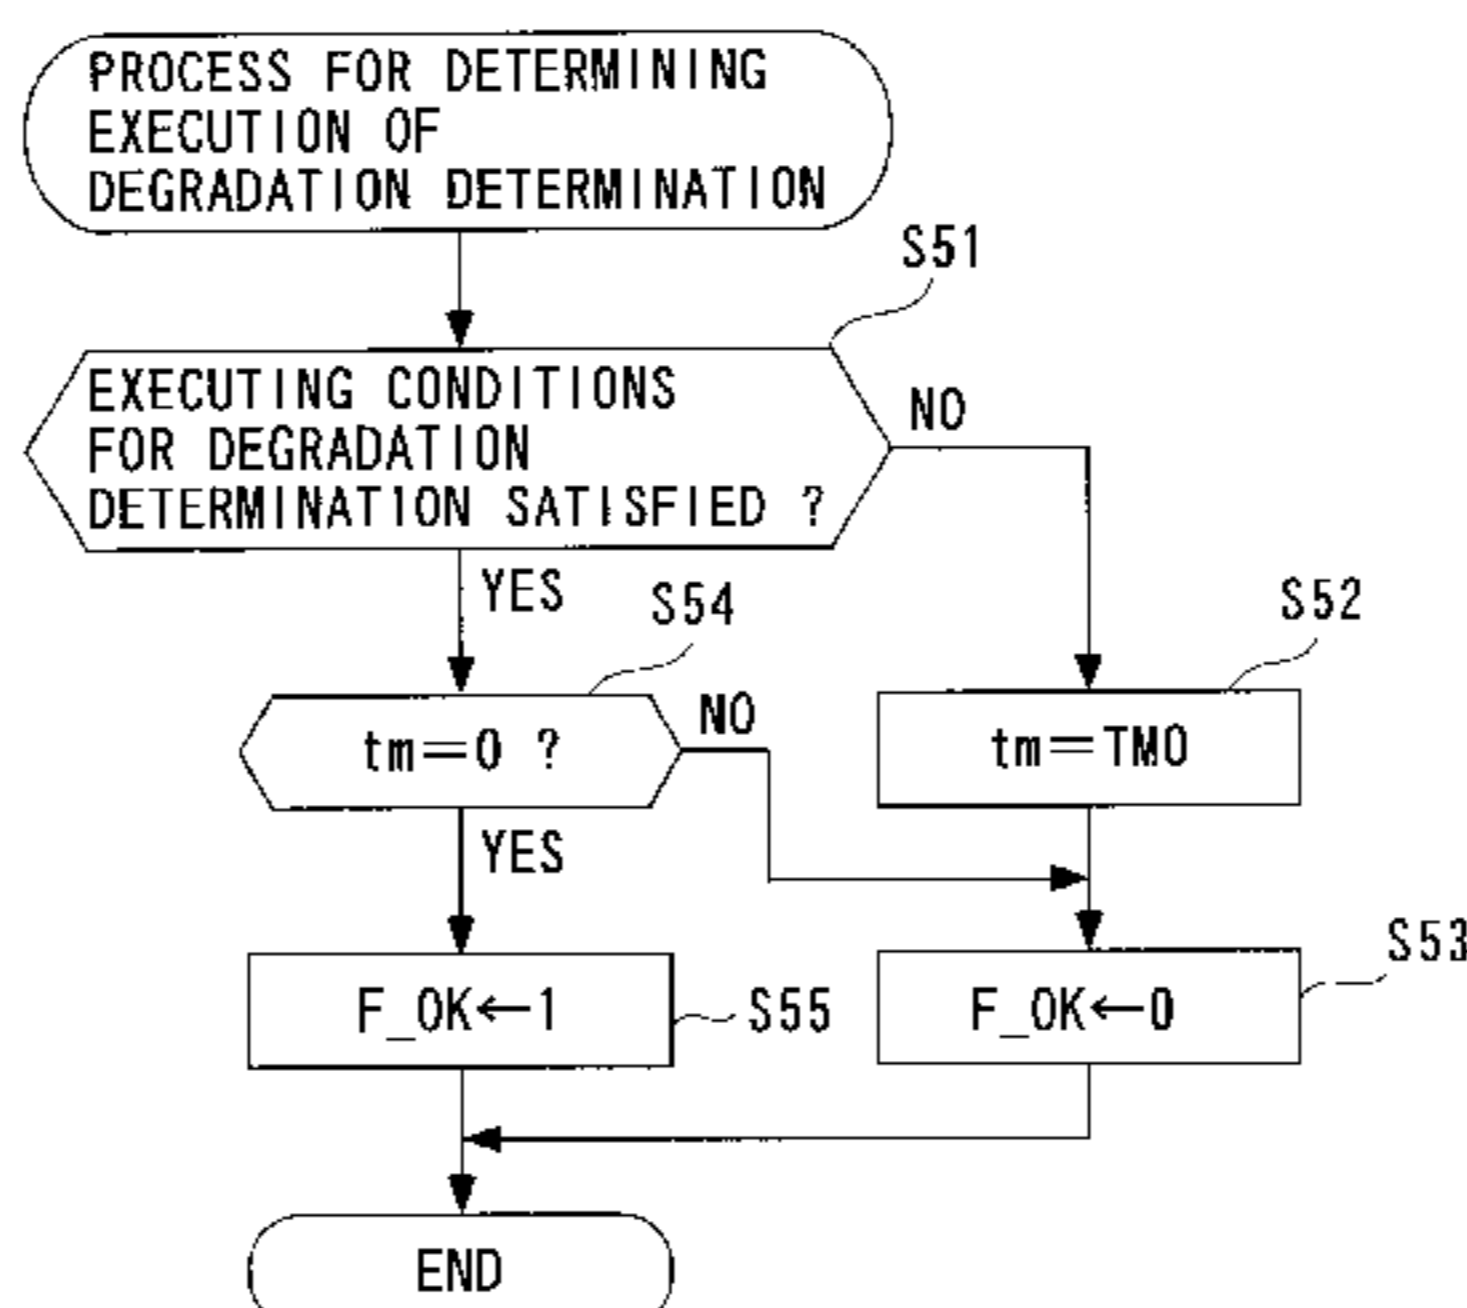 PROCESS FOR DETERMINING
EXECUTION OF
DEGRADATION DETERMINATION
S51
EXECUTING CONDITIONS
FOR DEGRADATION
DETERMINATION SATISFIED ?
NO
YES
S54
S52
tm=0 ?
NO
tm=TM0
YES
S53
F_OK←1
S55
F_OK←0
END